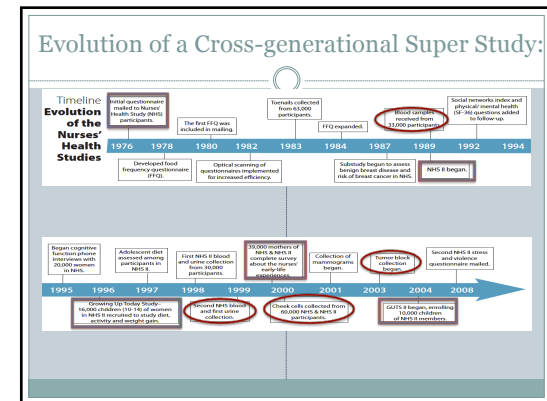 Evolution of a Cross-generational Super Study:
Timeline
Evolution
of the
Nurses'
Health
Studies
Initial questionnaire
mailed to Nurses'
Health Study (NHS)
participants.
The first FFQ was
included in mailing.
Toenails collected
from 63,000
participants.
FFQ expanded.
Blood samples
received from
33,000 participants.
Social networks index and
physical/ mental health
(SF-36) questions added
to follow-up.
1976 1978 1980 1982 1983 1984 1987 1989 1992 1994
Developed food
frequency questionnaire
(FFQ).
Optical scanning of
questionnaires implemented
for increased efficiency.
Substudy begun to assess
benign breast disease and
risk of breast cancer in NHS.
NHS II began.
Began cognitive
function phone
interviews with
20,000 women
in NHS.
Adolescent diet
assessed among
participants in
NHS II.
First NHS II blood
and urine collection
from 30,000
participants.
39,000 mothers of
NHS & NHS II
complete survey
about the nurses'
early-life
experiences.
Collection of
mammograms
began.
Tumor block
collection
began.
Second NHS II stress
and violence
questionnaire mailed.
1995 1996 1997 1998 1999 2000 2001 2003 2004 2008
Growing Up Today Study–
16,000 children (10-14) of women
in NHS II recruited to study diet,
activity and weight gain.
Second NHS blood
and first urine
collection.
Cheek cells collected from
60,000 NHS & NHS II
participants.
GUTS II began, enrolling
10,000 children
of NHS II members.